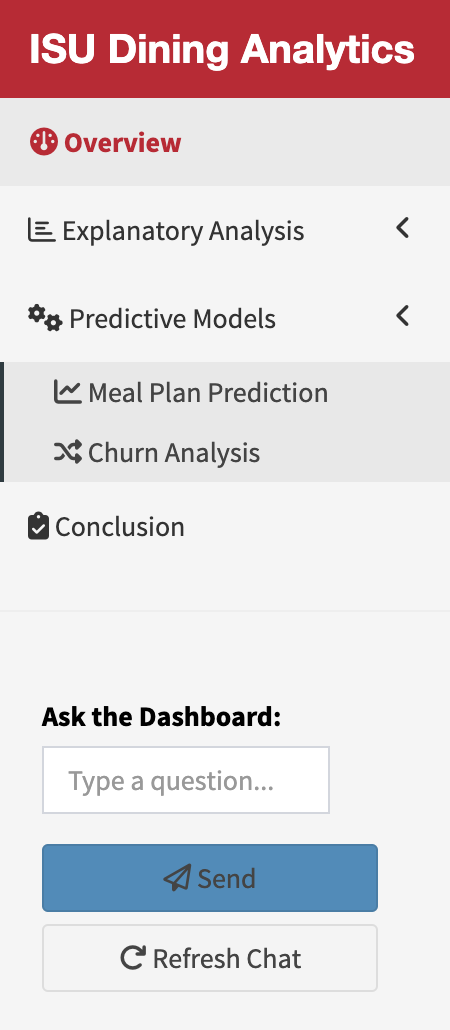 ISU Dining Analytics
Overview
Explanatory Analysis
Predictive Models
Meal Plan Prediction
Churn Analysis
Conclusion
Ask the Dashboard:
Type a question...
Send
Refresh Chat